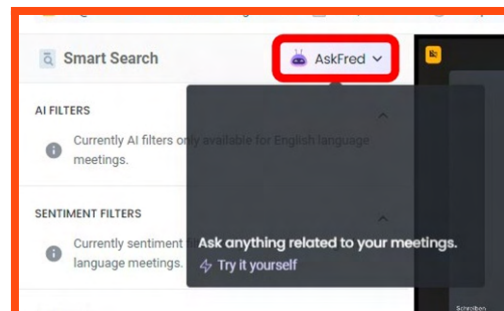 Smart Search
AskFred
AI FILTERS
Currently AI filters only available for English language
meetings.
SENTIMENT FILTERS
Currently sentiment
language meetings.
Ask anything related to your meetings.
Try it yourself
Schreiben